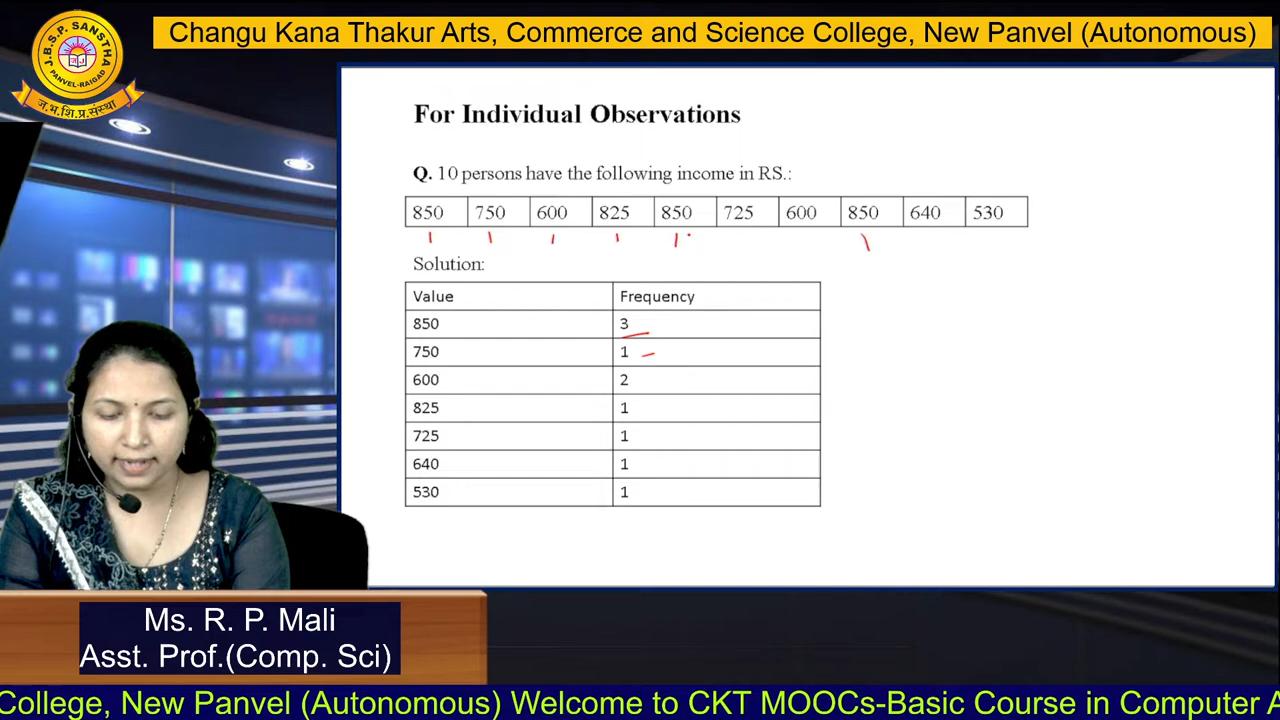 Changu Kana Thakur Arts, Commerce and Science College, New Panvel (Autonomous)
J.B.S.P. SANSTHA
PANVEL-RAIGAD
ज.भ.शि.प्र.संस्था
For Individual Observations
Q. 10 persons have the following income in RS.:
850 750 600 825 850 725 600 850 640 530
Solution:
Value Frequency
850 3
750 1
600 2
825 1
725 1
640 1
530 1
Ms. R. P. Mali
Asst. Prof.(Comp. Sci)
College, New Panvel (Autonomous) Welcome to CKT MOOCs-Basic Course in Computer A